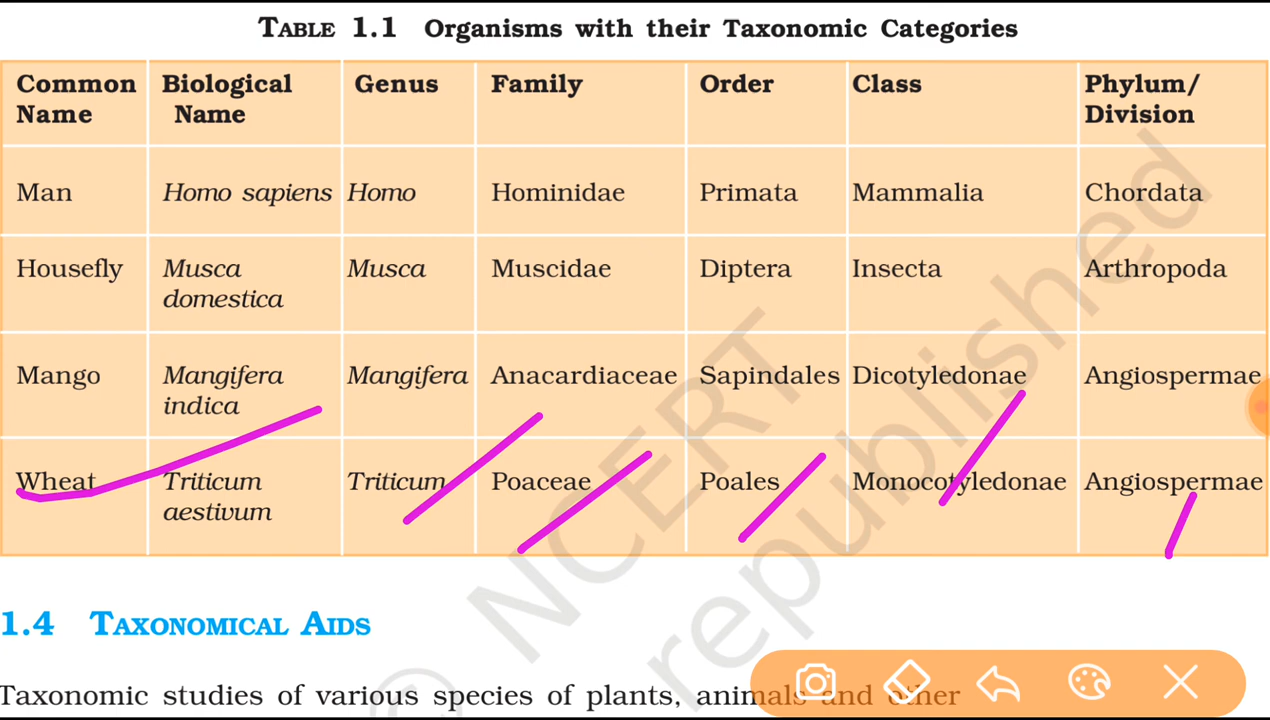 TABLE 1.1 Organisms with their Taxonomic Categories
Common Name Biological Name Genus Family Order Class Phylum/ Division
Man Homo sapiens Homo Hominidae Primata Mammalia Chordata
Housefly Musca domestica Musca Muscidae Diptera Insecta Arthropoda
Mango Mangifera indica Mangifera Anacardiaceae Sapindales Dicotyledonae Angiospermae
Wheat Triticum aestivum Triticum Poaceae Poales Monocotyledonae Angiospermae
1.4 TAXONOMICAL AIDS
Taxonomic studies of various species of plants, animals and other
© NCERT
republished